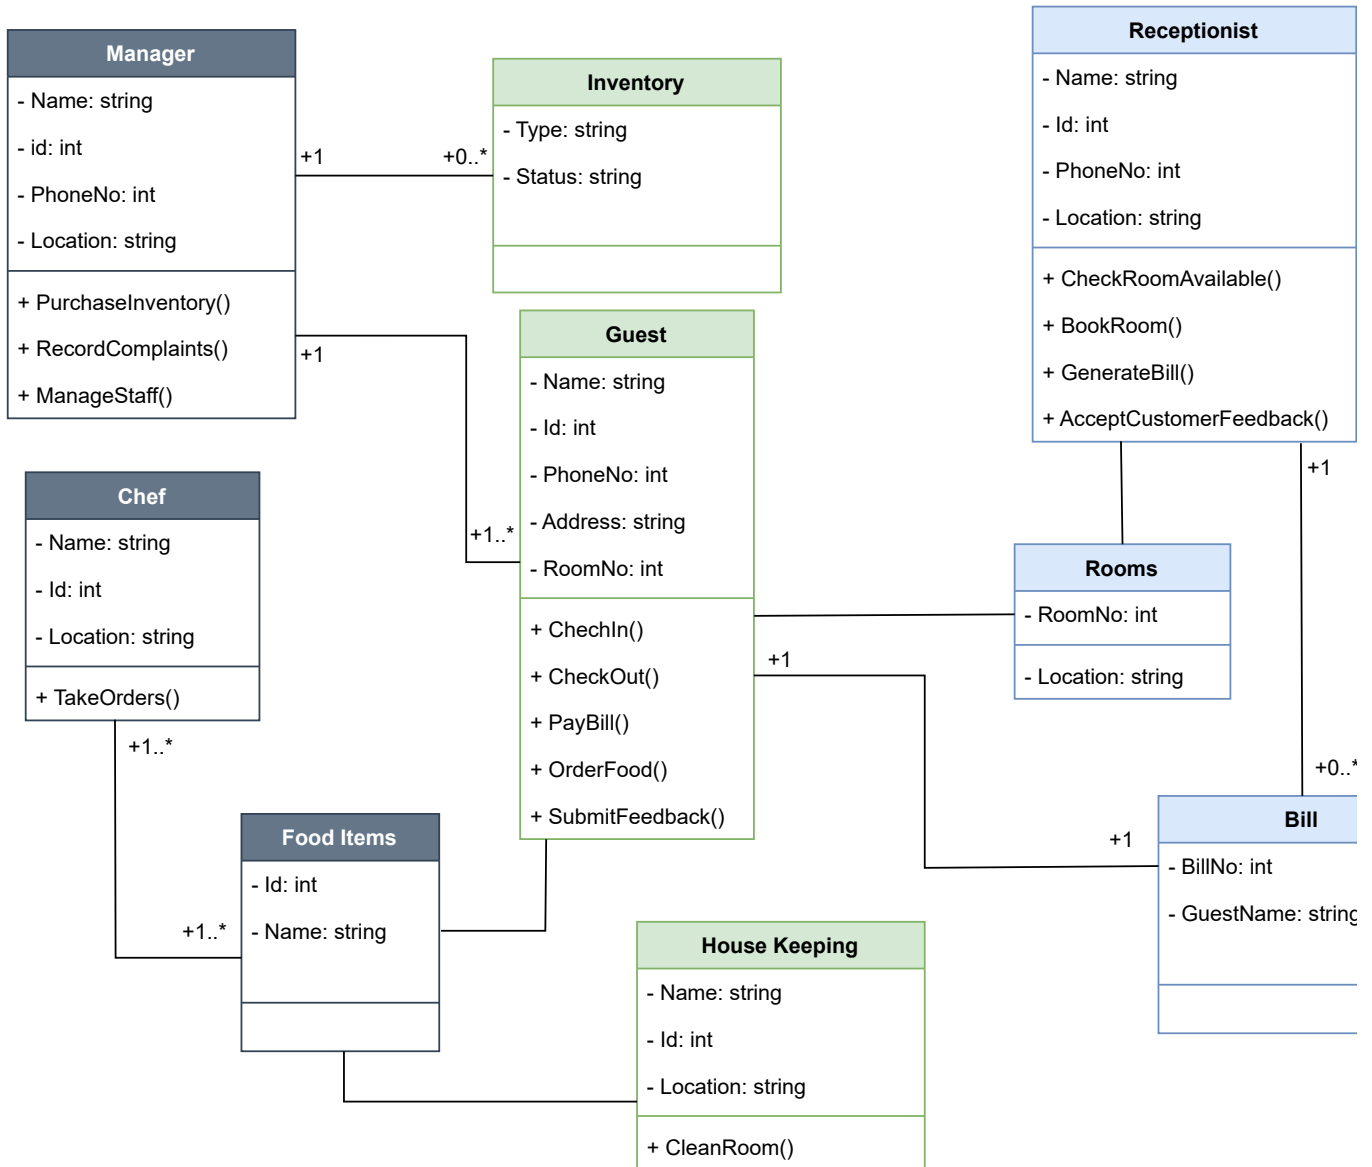 Manager
- Name: string
- id: int
- PhoneNo: int
- Location: string
+ PurchaseInventory()
+ RecordComplaints()
+ ManageStaff()
+1
+0..*
Inventory
- Type: string
- Status: string
+1
+1..*
Guest
- Name: string
- Id: int
- PhoneNo: int
- Address: string
- RoomNo: int
+ ChechIn()
+ CheckOut()
+ PayBill()
+ OrderFood()
+ SubmitFeedback()
Receptionist
- Name: string
- Id: int
- PhoneNo: int
- Location: string
+ CheckRoomAvailable()
+ BookRoom()
+ GenerateBill()
+ AcceptCustomerFeedback()
+1
+0..*
Rooms
- RoomNo: int
- Location: string
+1
+1
Bill
- BillNo: int
- GuestName: string
Chef
- Name: string
- Id: int
- Location: string
+ TakeOrders()
+1..*
+1..*
Food Items
- Id: int
- Name: string
House Keeping
- Name: string
- Id: int
- Location: string
+ CleanRoom()